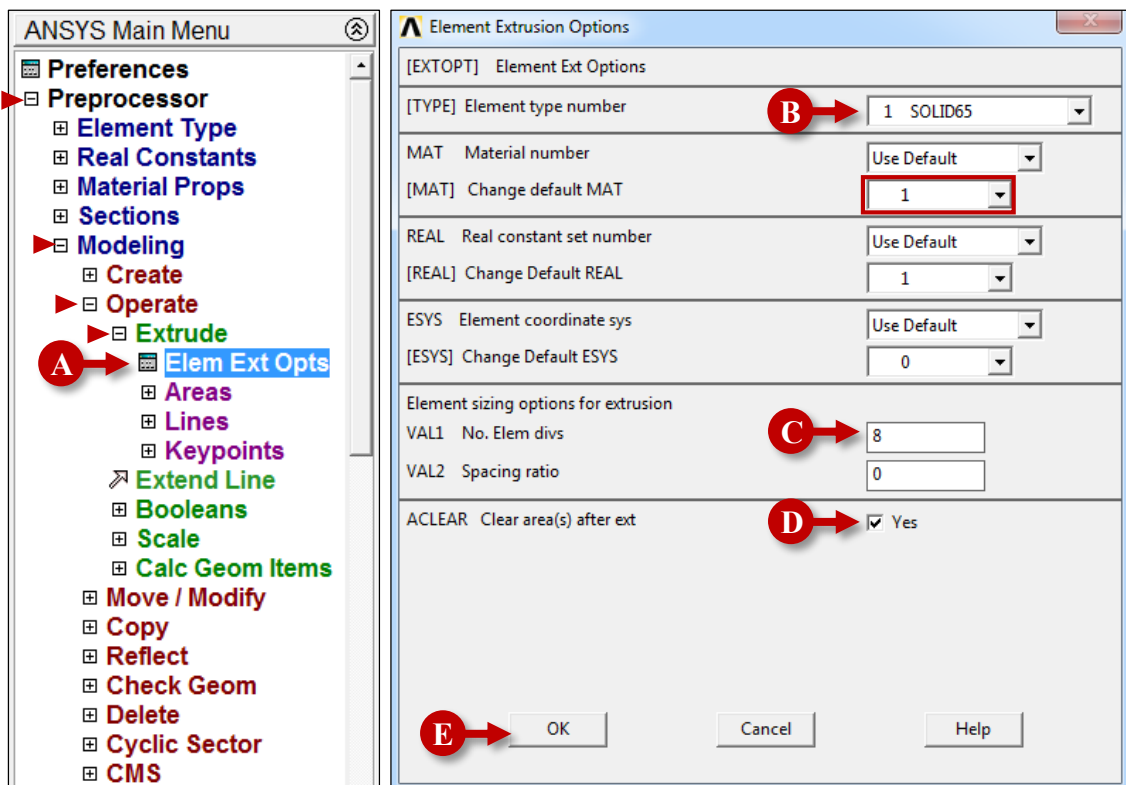 ANSYS Main Menu
Preferences
Preprocessor
Element Type
Real Constants
Material Props
Sections
Modeling
Create
Operate
Extrude
A Elem Ext Opts
Areas
Lines
Keypoints
Extend Line
Booleans
Scale
Calc Geom Items
Move / Modify
Copy
Reflect
Check Geom
Delete
Cyclic Sector
CMS
Element Extrusion Options
[EXTOPT] Element Ext Options
[TYPE] Element type number B 1 SOLID65
MAT Material number Use Default
[MAT] Change default MAT 1
REAL Real constant set number Use Default
[REAL] Change Default REAL 1
ESYS Element coordinate sys Use Default
[ESYS] Change Default ESYS 0
Element sizing options for extrusion
VAL1 No. Elem divs C 8
VAL2 Spacing ratio 0
ACLEAR Clear area(s) after ext D Yes
E OK Cancel Help